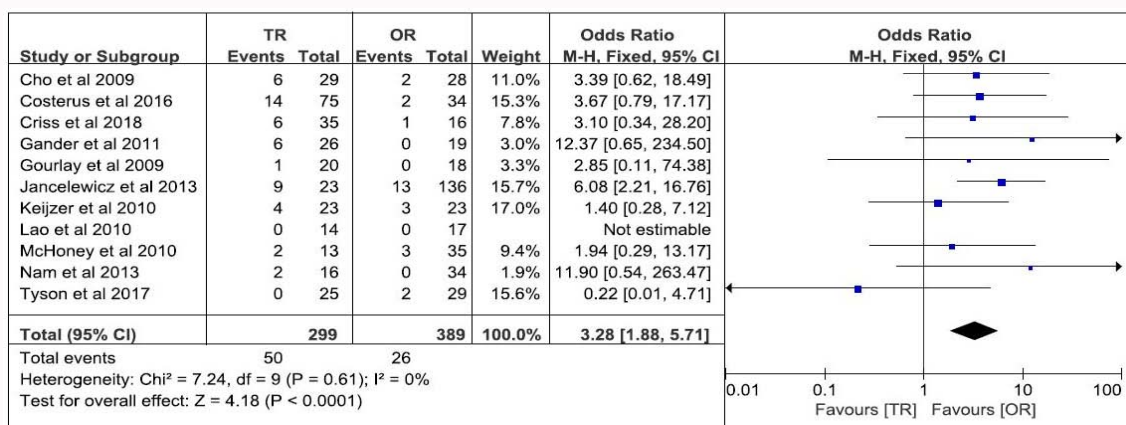 TR OR Odds Ratio Odds Ratio
Study or Subgroup Events Total Events Total Weight M-H, Fixed, 95% CI M-H, Fixed, 95% CI
Cho et al 2009 6 29 2 28 11.0% 3.39 [0.62, 18.49]
Costerus et al 2016 14 75 2 34 15.3% 3.67 [0.79, 17.17]
Criss et al 2018 6 35 1 16 7.8% 3.10 [0.34, 28.20]
Gander et al 2011 6 26 0 19 3.0% 12.37 [0.65, 234.50]
Gourlay et al 2009 1 20 0 18 3.3% 2.85 [0.11, 74.38]
Jancelewicz et al 2013 9 23 13 136 15.7% 6.08 [2.21, 16.76]
Keijzer et al 2010 4 23 3 23 17.0% 1.40 [0.28, 7.12]
Lao et al 2010 0 14 0 17 Not estimable
McHoney et al 2010 2 13 3 35 9.4% 1.94 [0.29, 13.17]
Nam et al 2013 2 16 0 34 1.9% 11.90 [0.54, 263.47]
Tyson et al 2017 0 25 2 29 15.6% 0.22 [0.01, 4.71]
Total (95% CI) 299 389 100.0% 3.28 [1.88, 5.71]
Total events 50 26
Heterogeneity: Chi² = 7.24, df = 9 (P = 0.61); I² = 0%
Test for overall effect: Z = 4.18 (P < 0.0001)
0.01 0.1 1 10 100
Favours [TR] Favours [OR]